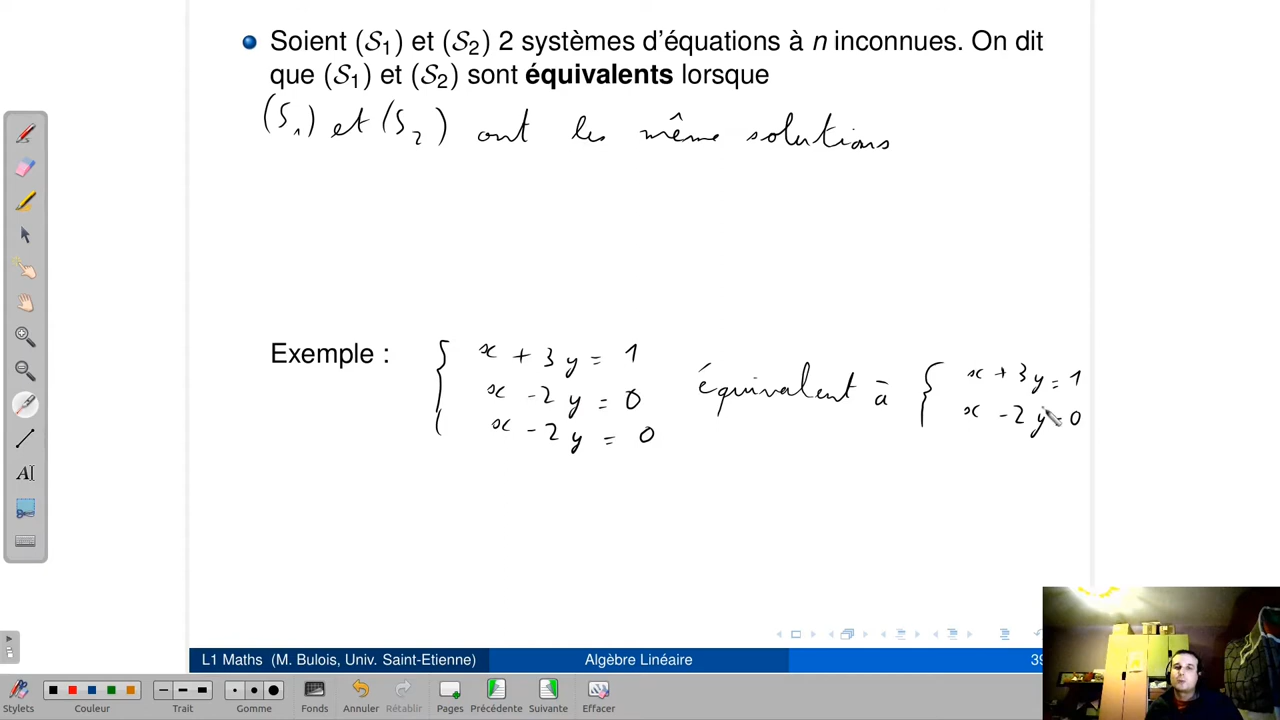 Soient (S1) et (S2) 2 systèmes d'équations à n inconnues. On dit
que (S1) et (S2) sont équivalents lorsque
(S1) et (S2) ont les même solutions
Exemple : { x + 3y = 1
x - 2y = 0
x - 2y = 0
équivalent à { x + 3y = 1
x - 2y = 0
L1 Maths (M. Bulois, Univ. Saint-Etienne) Algèbre Linéaire 39
Stylets Couleur Trait Gomme Fonds Annuler Rétablir Pages Précédente Suivante Effacer